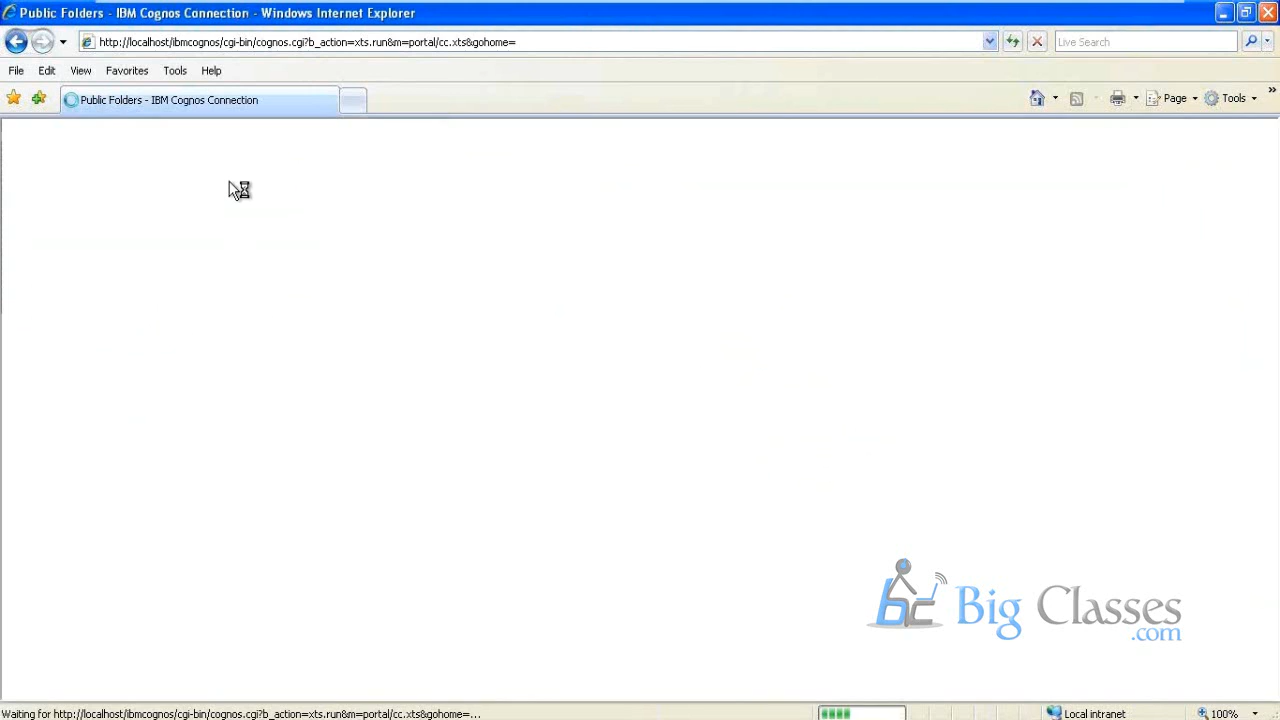 Public Folders - IBM Cognos Connection - Windows Internet Explorer
http://localhost/ibmcognos/cgi-bin/cognos.cgi?b_action=xts.run&m=portal/cc.xts&gohome=
Live Search
File Edit View Favorites Tools Help
Public Folders - IBM Cognos Connection
Page Tools
bc Big Classes
.com
Waiting for http://localhost/ibmcognos/cgi-bin/cognos.cgi?b_action=xts.run&m=portal/cc.xts&gohome=...
Local intranet
100%